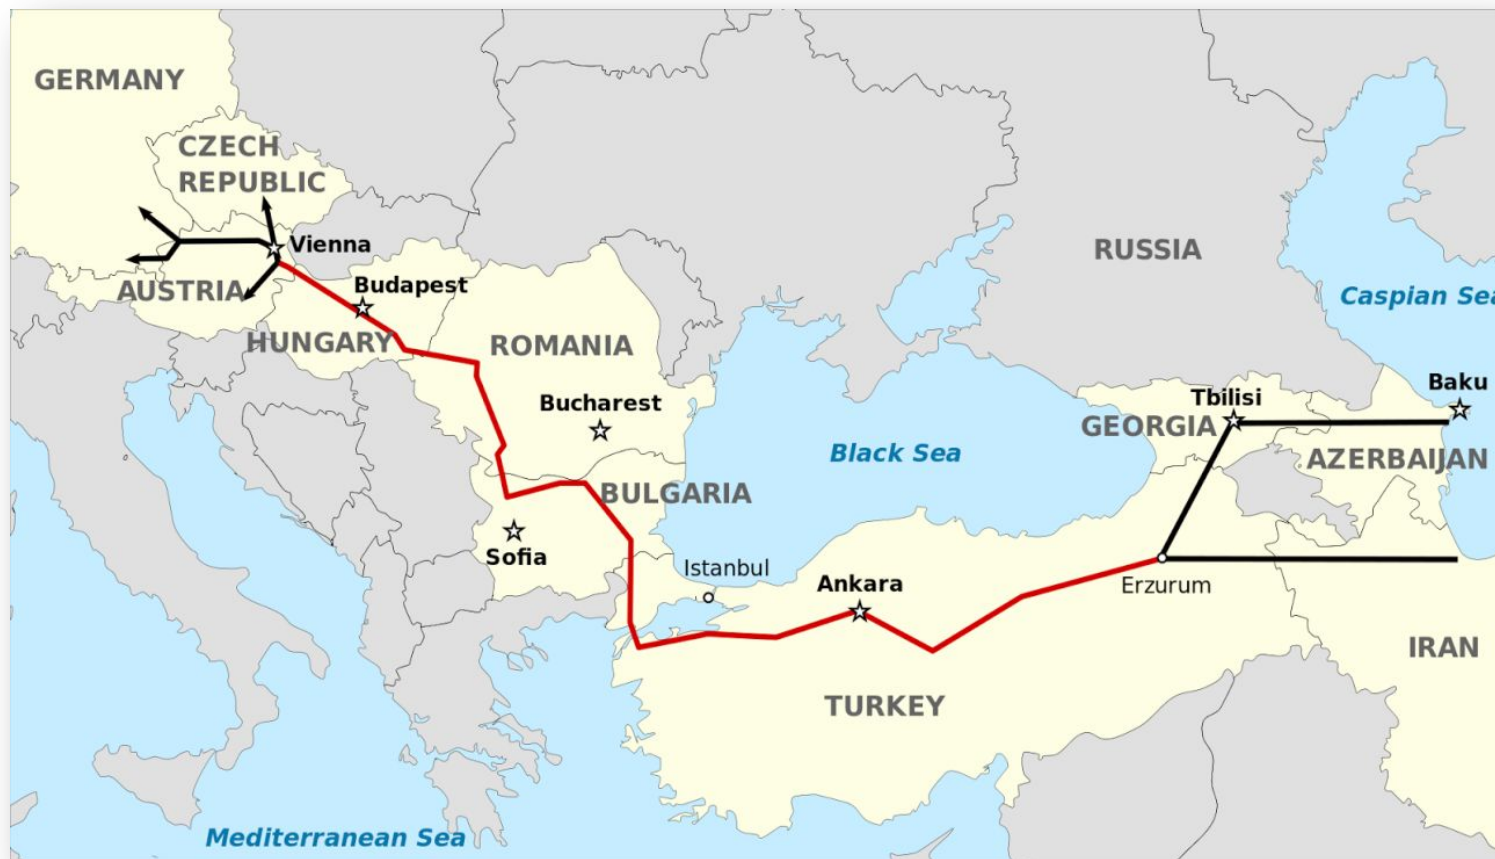 GERMANY
CZECH
REPUBLIC
Vienna
RUSSIA
Budapest
AUSTRIA
Caspian Sea
HUNGARY
ROMANIA
Baku
Tbilisi
Bucharest
GEORGIA
Black Sea
AZERBAIJAN
BULGARIA
Sofia
Istanbul
Ankara
Erzurum
IRAN
TURKEY
Mediterranean Sea